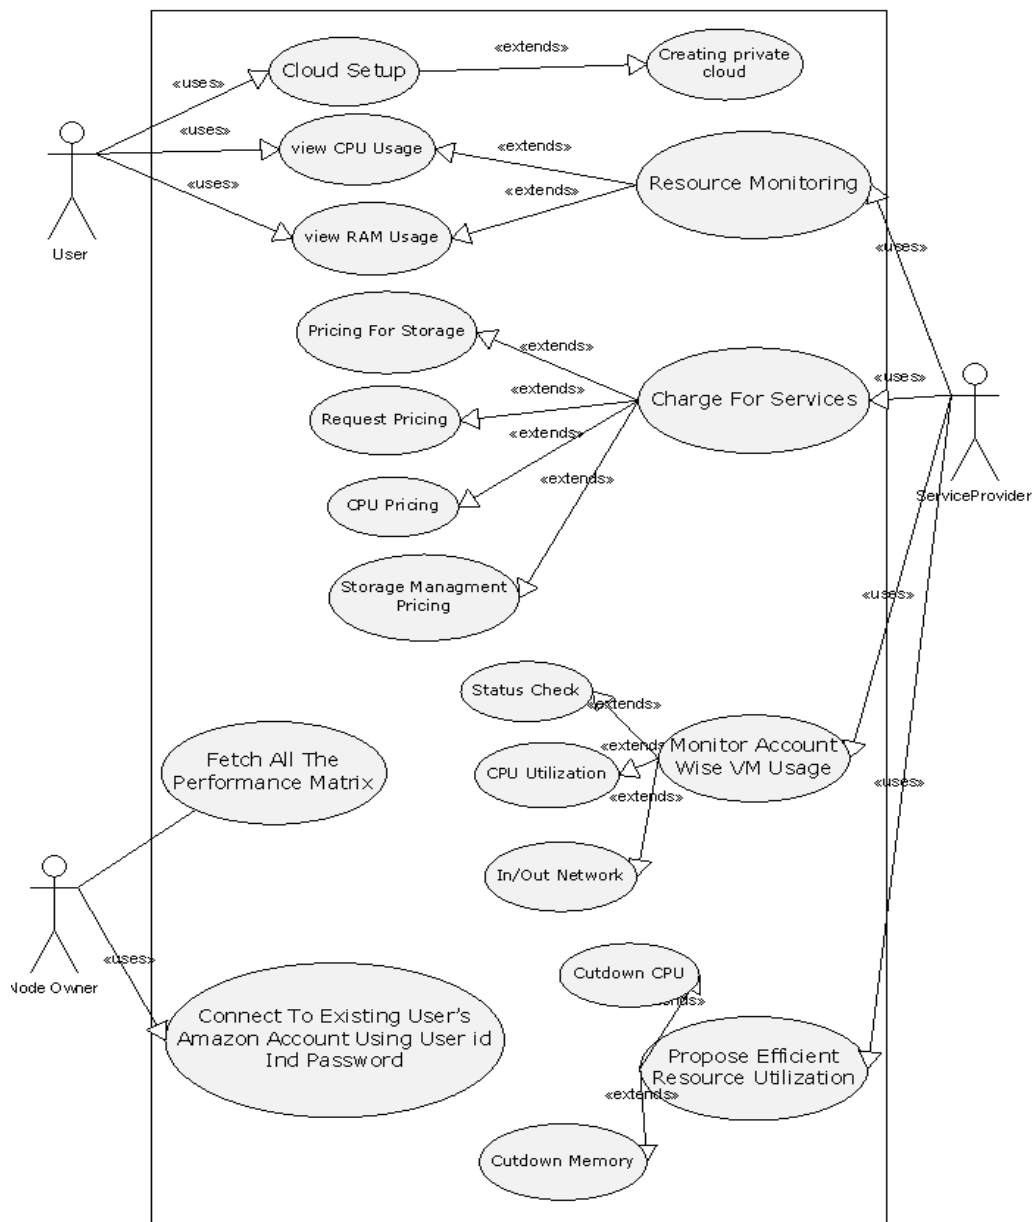 «extends»
Creating private
cloud
Cloud Setup
«uses»
«uses»
view CPU Usage
«extends»
Resource Monitoring
«uses»
«extends»
view RAM Usage
User
«uses»
Pricing For Storage
«extends»
«uses»
«extends»
Charge For Services
Request Pricing
«extends»
«extends»
ServiceProvider
CPU Pricing
Storage Managment
Pricing
«uses»
Status Check
«extends»
Monitor Account
Wise VM Usage
«extends»
CPU Utilization
«extends»
Fetch All The
Performance Matrix
«uses»
In/Out Network
«uses»
Node Owner
Cutdown CPU
ends»
Connect To Existing User's
Amazon Account Using User id
Ind Password
Propose Efficient
Resource Utilization
«extends»
Cutdown Memory